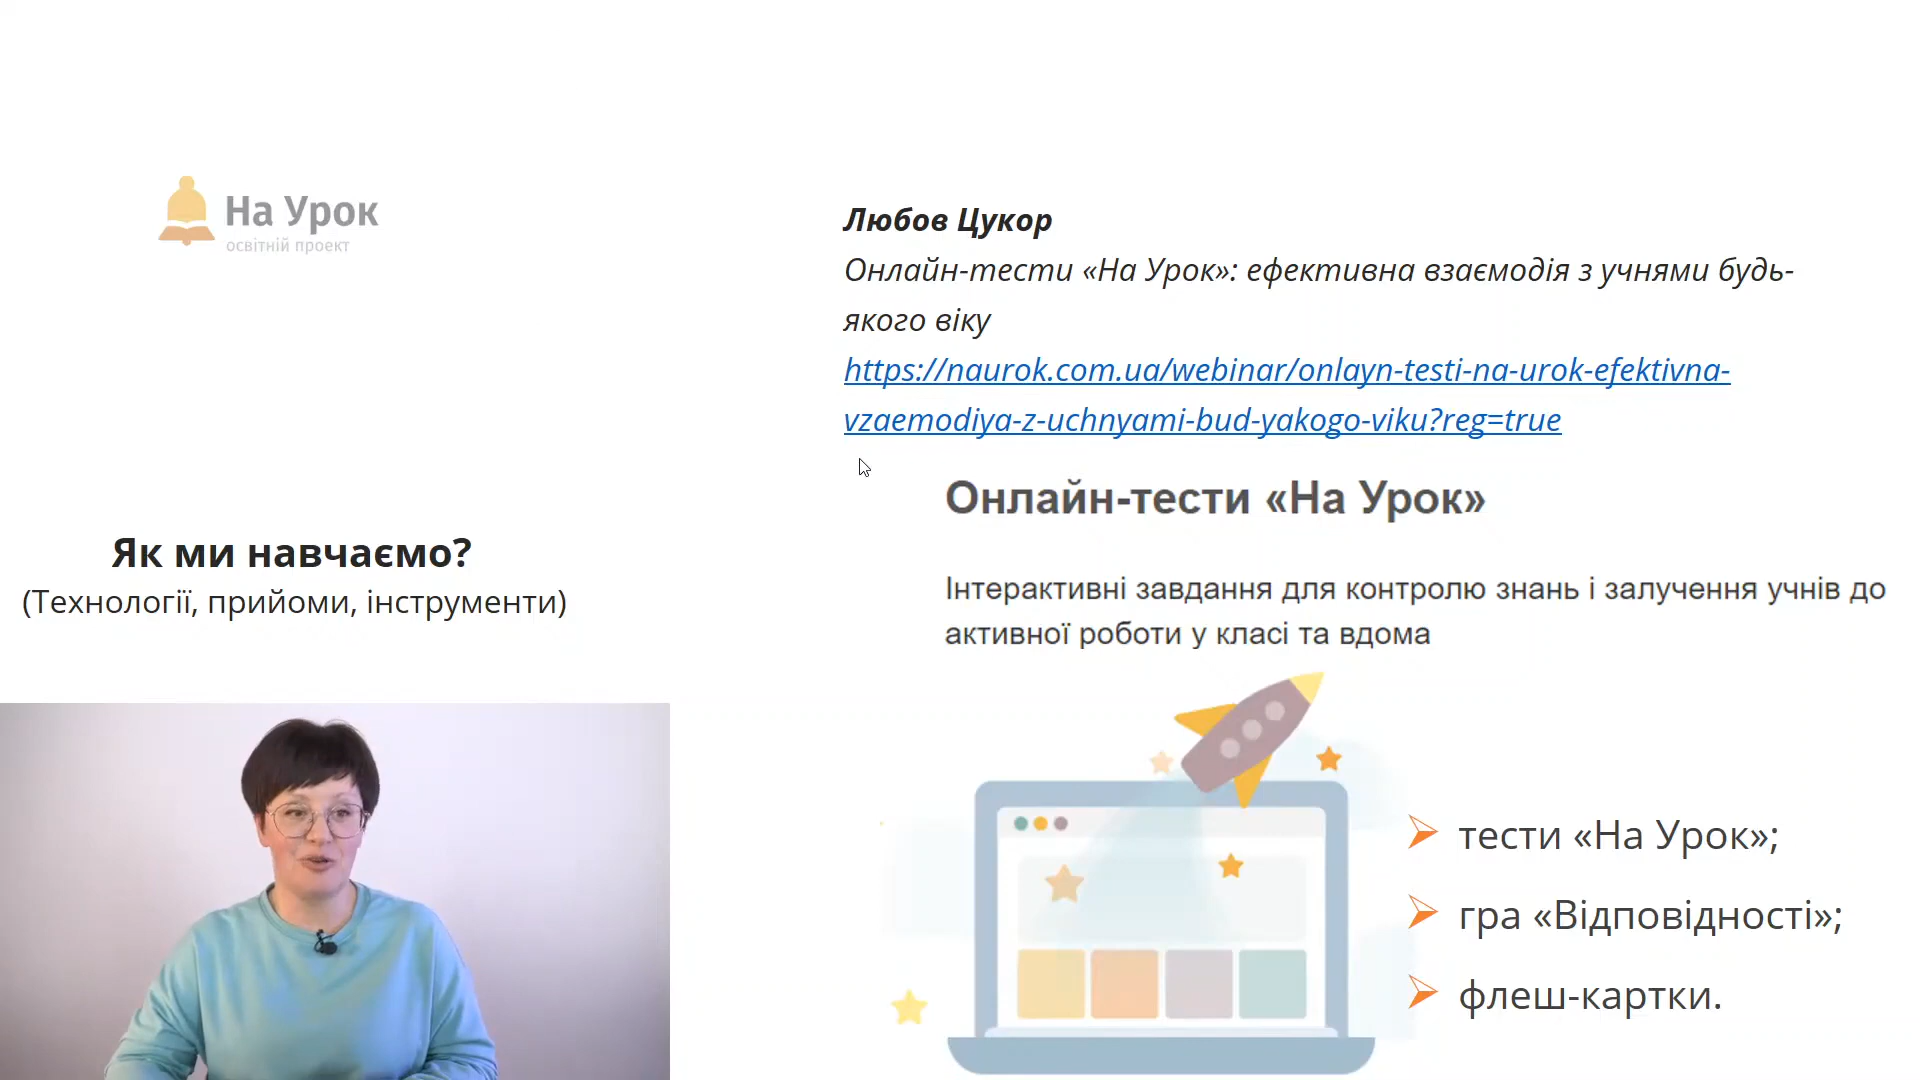 На Урок
освітній проект
Любов Цукор
Онлайн-тести «На Урок»: ефективна взаємодія з учнями будь-
якого віку
https://naurok.com.ua/webinar/onlayn-testi-na-urok-efektivna-
vzaemodiya-z-uchnyami-bud-yakogo-viku?reg=true
Онлайн-тести «На Урок»
Інтерактивні завдання для контролю знань і залучення учнів до
активної роботи у класі та вдома
Як ми навчаємо?
(Технології, прийоми, інструменти)
тести «На Урок»;
гра «Відповідності»;
флеш-картки.